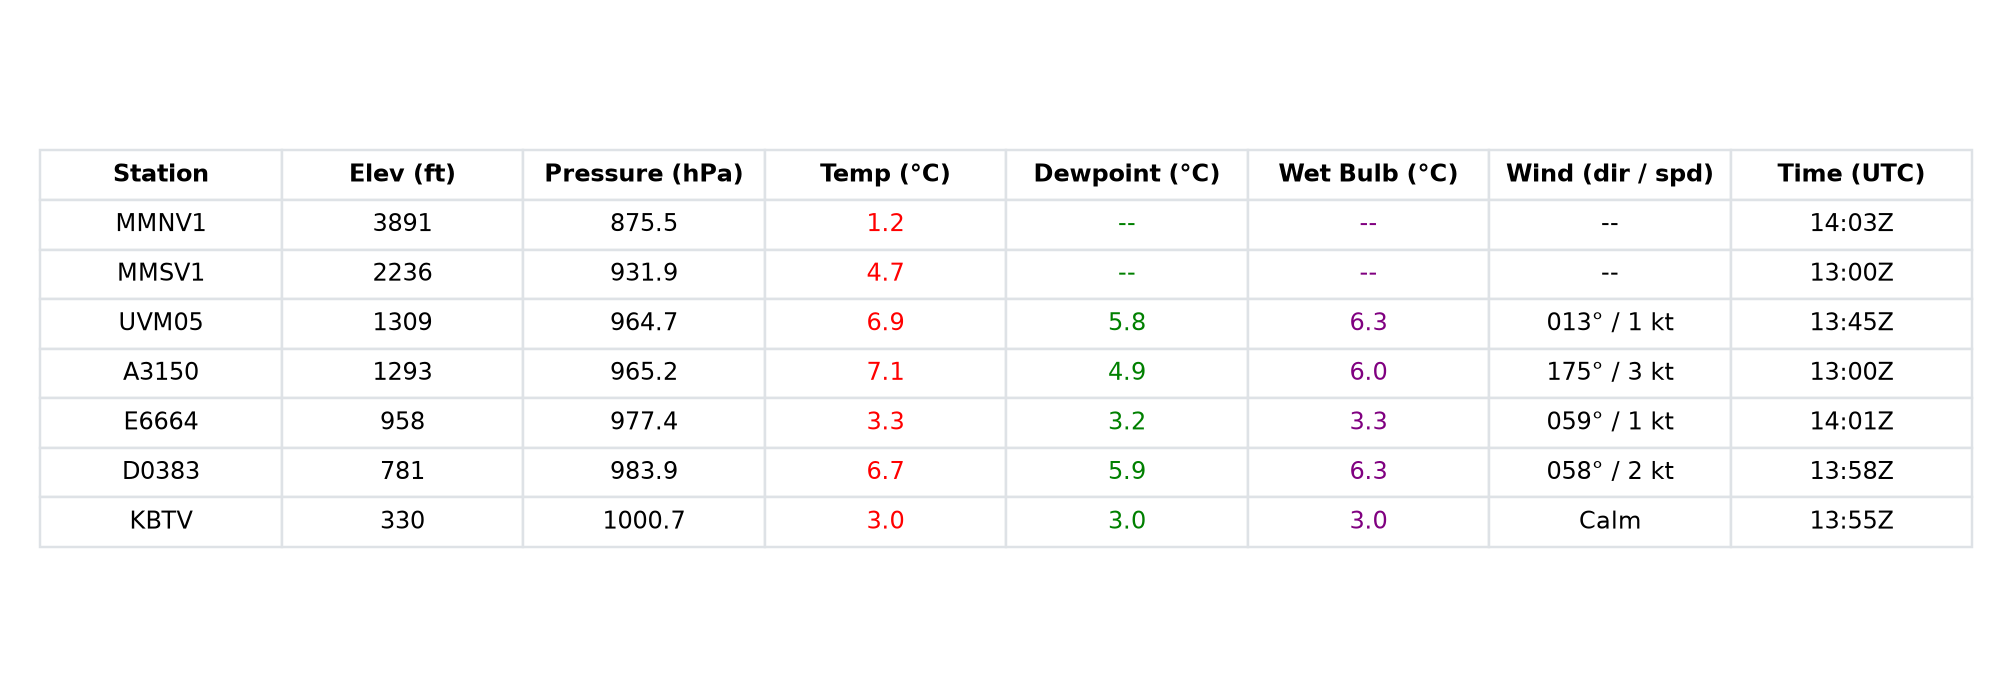 Station Elev (ft) Pressure (hPa) Temp (°C) Dewpoint (°C) Wet Bulb (°C) Wind (dir / spd) Time (UTC)
MMNV1 3891 875.5 1.2 -- -- -- 14:03Z
MMSV1 2236 931.9 4.7 -- -- -- 13:00Z
UVM05 1309 964.7 6.9 5.8 6.3 013° / 1 kt 13:45Z
A3150 1293 965.2 7.1 4.9 6.0 175° / 3 kt 13:00Z
E6664 958 977.4 3.3 3.2 3.3 059° / 1 kt 14:01Z
D0383 781 983.9 6.7 5.9 6.3 058° / 2 kt 13:58Z
KBTV 330 1000.7 3.0 3.0 3.0 Calm 13:55Z